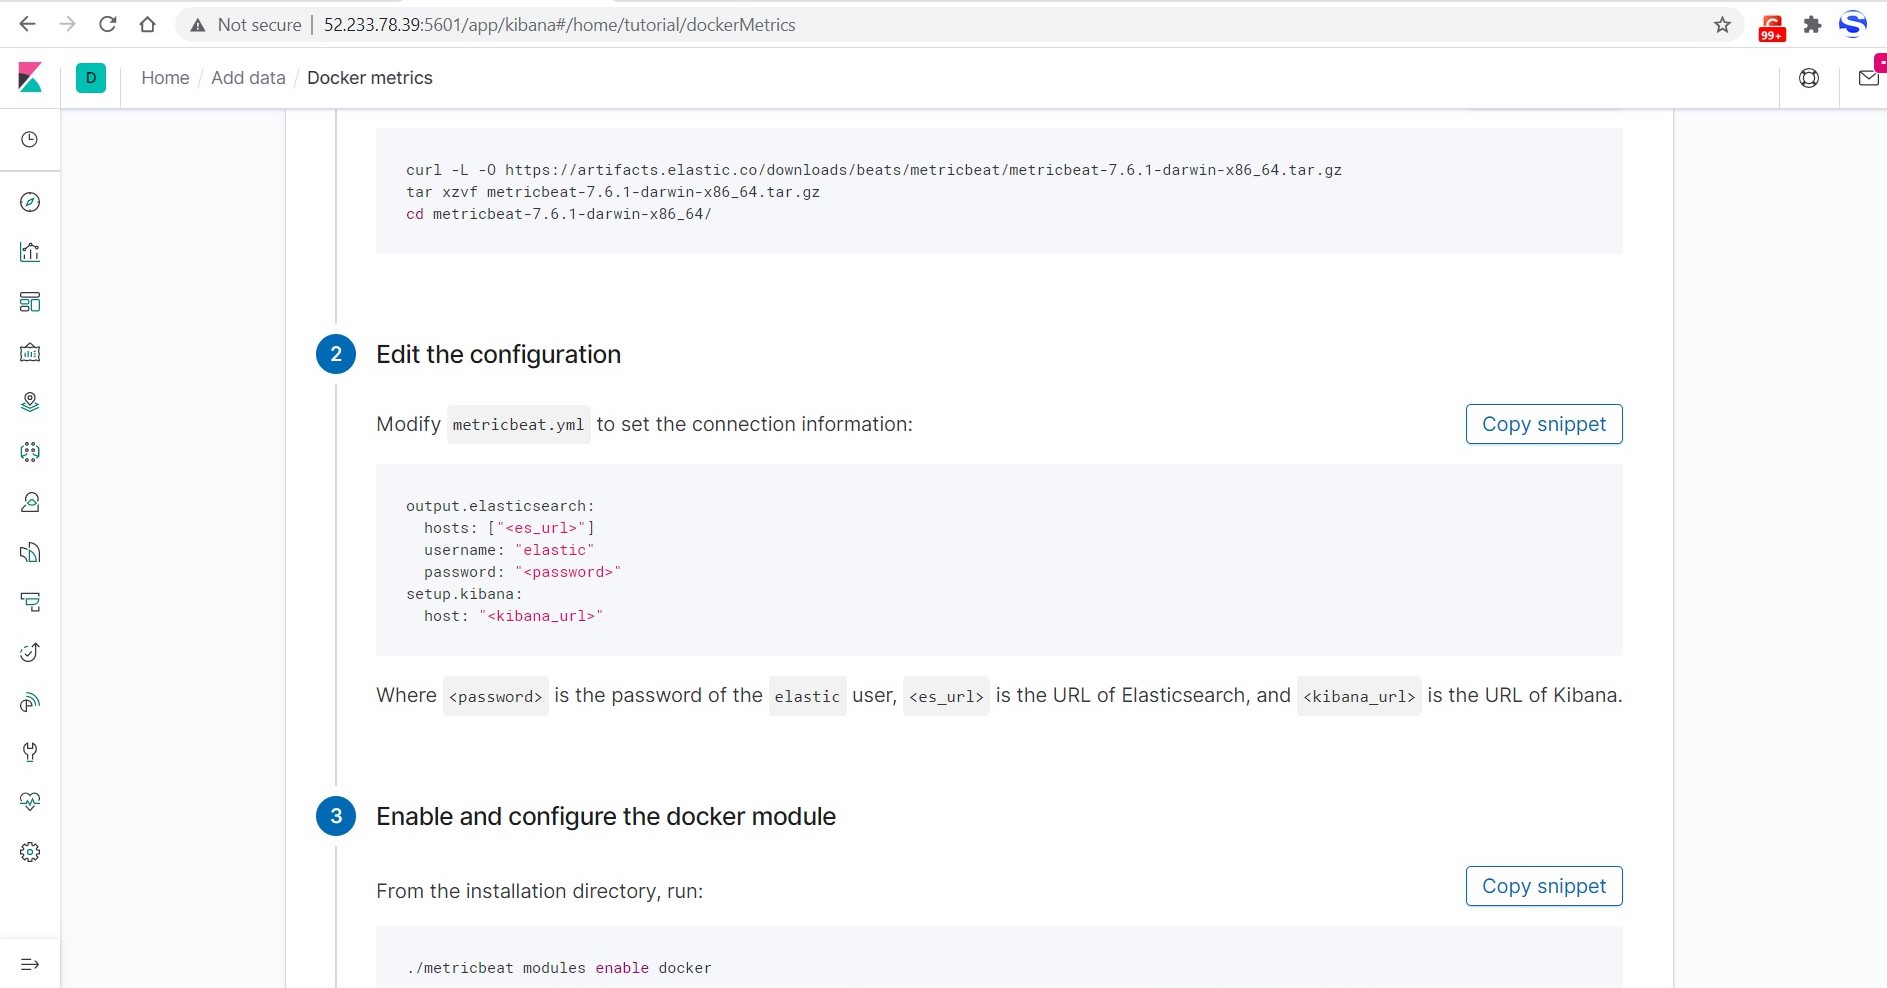 Not secure | 52.233.78.39:5601/app/kibana#/home/tutorial/dockerMetrics
99+
D
Home / Add data / Docker metrics
curl -L -O https://artifacts.elastic.co/downloads/beats/metricbeat/metricbeat-7.6.1-darwin-x86_64.tar.gz
tar xzvf metricbeat-7.6.1-darwin-x86_64.tar.gz
cd metricbeat-7.6.1-darwin-x86_64/
2 Edit the configuration
Modify metricbeat.yml to set the connection information:
Copy snippet
output.elasticsearch:
  hosts: ["<es_url>"]
  username: "elastic"
  password: "<password>"
setup.kibana:
  host: "<kibana_url>"
Where <password> is the password of the elastic user, <es_url> is the URL of Elasticsearch, and <kibana_url> is the URL of Kibana.
3 Enable and configure the docker module
From the installation directory, run:
Copy snippet
./metricbeat modules enable docker